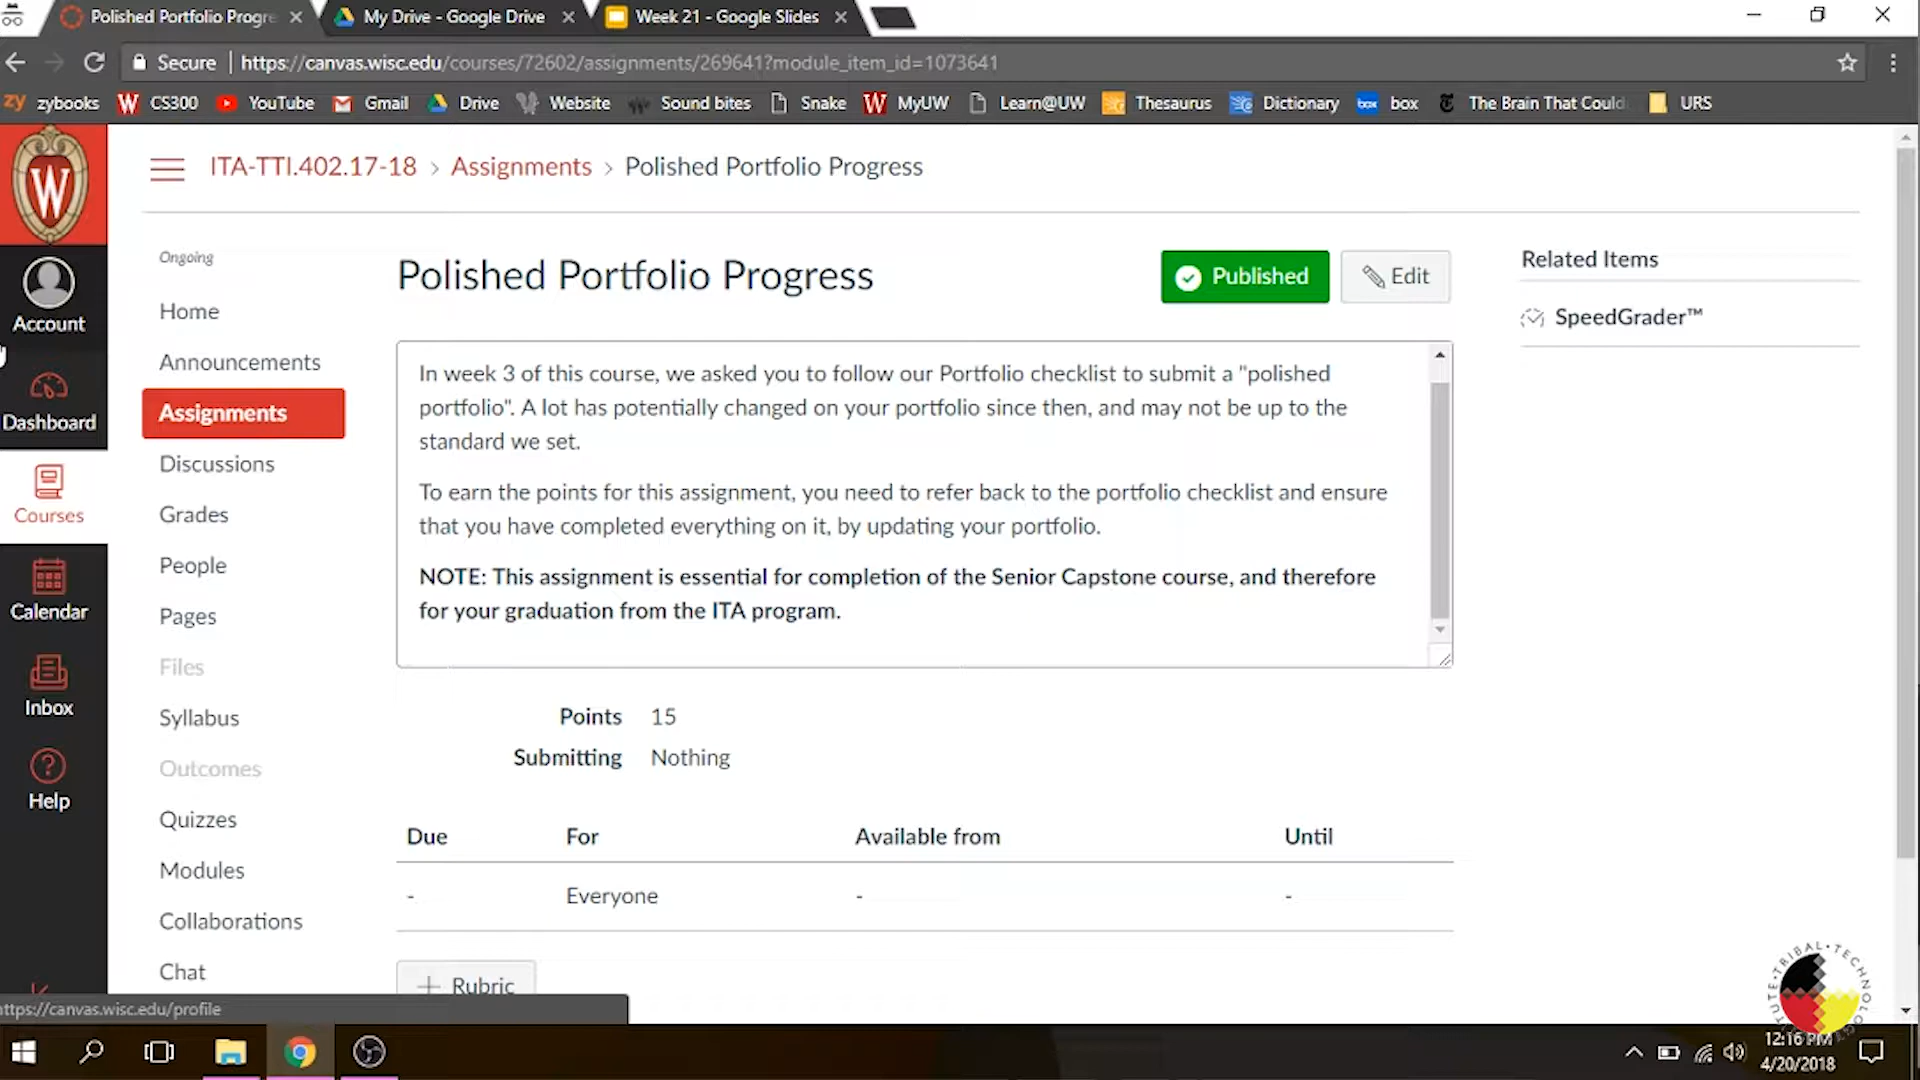 Polished Portfolio Progre
My Drive - Google Drive
Week 21 - Google Slides
Secure
https://canvas.wisc.edu/courses/72602/assignments/269641?module_item_id=1073641
zy zybooks
W CS300
YouTube
Gmail
Drive
Website
Sound bites
Snake
W MyUW
Learn@UW
Thesaurus
Dictionary
box box
The Brain That Could
URS
W
Account
Dashboard
Courses
Calendar
Inbox
Help
ITA-TTI.402.17-18 › Assignments › Polished Portfolio Progress
Ongoing
Home
Announcements
Assignments
Discussions
Grades
People
Pages
Files
Syllabus
Outcomes
Quizzes
Modules
Collaborations
Chat
Polished Portfolio Progress
Published
Edit
In week 3 of this course, we asked you to follow our Portfolio checklist to submit a "polished
portfolio". A lot has potentially changed on your portfolio since then, and may not be up to the
standard we set.
To earn the points for this assignment, you need to refer back to the portfolio checklist and ensure
that you have completed everything on it, by updating your portfolio.
NOTE: This assignment is essential for completion of the Senior Capstone course, and therefore
for your graduation from the ITA program.
Points 15
Submitting Nothing
Due For Available from Until
- Everyone - -
+ Rubric
Related Items
SpeedGrader™
ttps://canvas.wisc.edu/profile
TRIBAL • TECHNOLO
TUTE
12:16 PM
4/20/2018